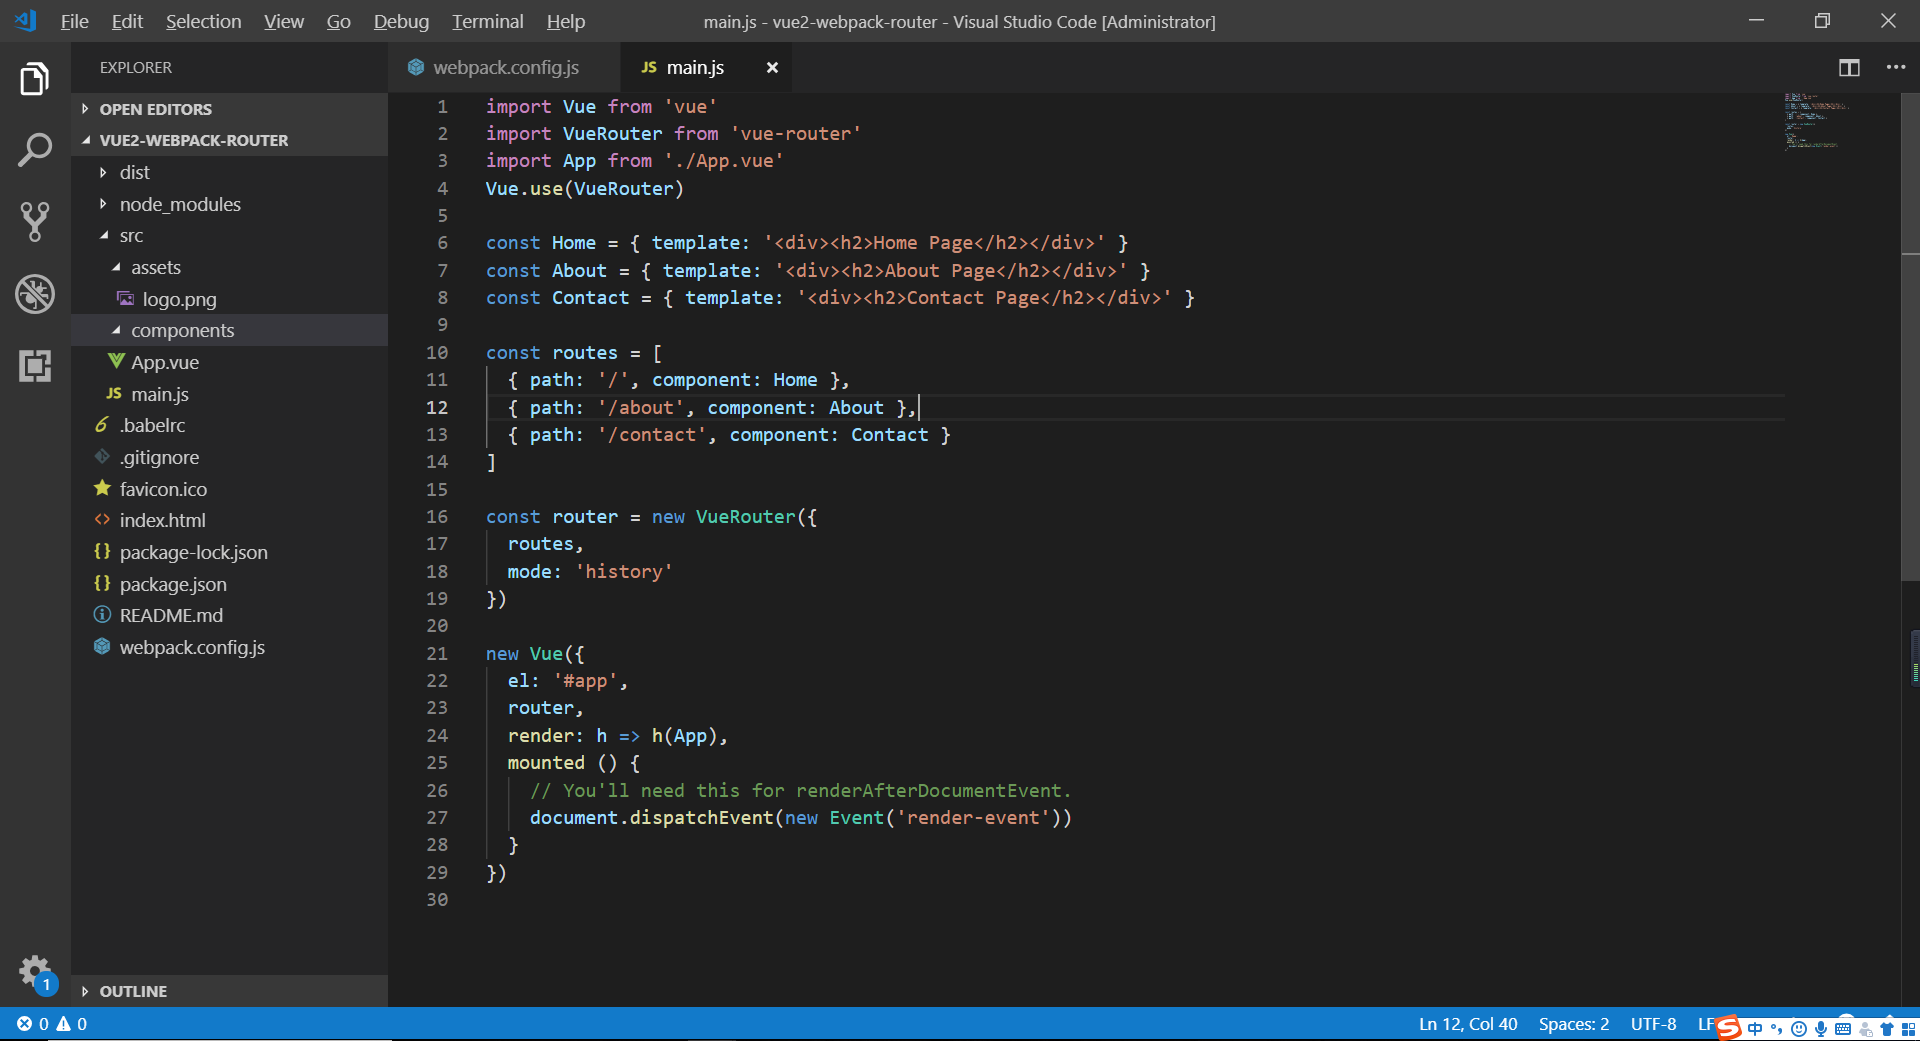 File Edit Selection View Go Debug Terminal Help
main.js - vue2-webpack-router - Visual Studio Code [Administrator]
EXPLORER
OPEN EDITORS
VUE2-WEBPACK-ROUTER
dist
node_modules
src
assets
logo.png
components
App.vue
JS main.js
.babelrc
.gitignore
favicon.ico
<> index.html
{} package-lock.json
{} package.json
README.md
webpack.config.js
1
OUTLINE
webpack.config.js
JS main.js
1 import Vue from 'vue'
2 import VueRouter from 'vue-router'
3 import App from './App.vue'
4 Vue.use(VueRouter)
5
6 const Home = { template: '<div><h2>Home Page</h2></div>' }
7 const About = { template: '<div><h2>About Page</h2></div>' }
8 const Contact = { template: '<div><h2>Contact Page</h2></div>' }
9
10 const routes = [
11 { path: '/', component: Home },
12 { path: '/about', component: About },
13 { path: '/contact', component: Contact }
14 ]
15
16 const router = new VueRouter({
17 routes,
18 mode: 'history'
19 })
20
21 new Vue({
22 el: '#app',
23 router,
24 render: h => h(App),
25 mounted () {
26 // You'll need this for renderAfterDocumentEvent.
27 document.dispatchEvent(new Event('render-event'))
28 }
29 })
30
0 0
Ln 12, Col 40 Spaces: 2 UTF-8 LF
S 中